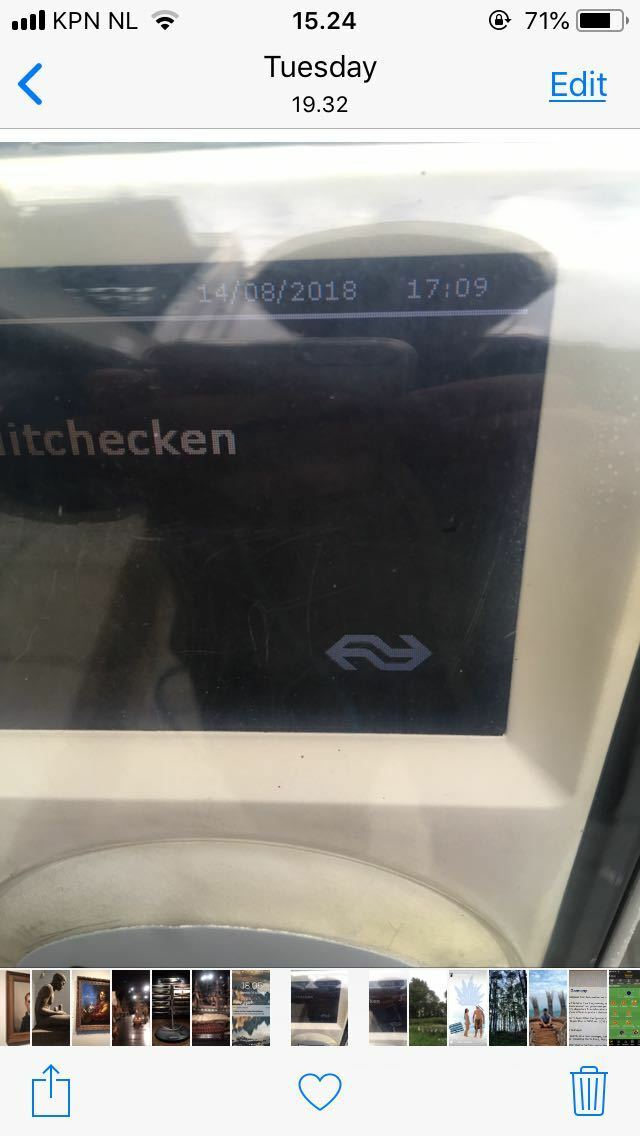 KPN NL 15.24 71%
Tuesday
19.32
Edit
14/08/2018 17:09
itchecken